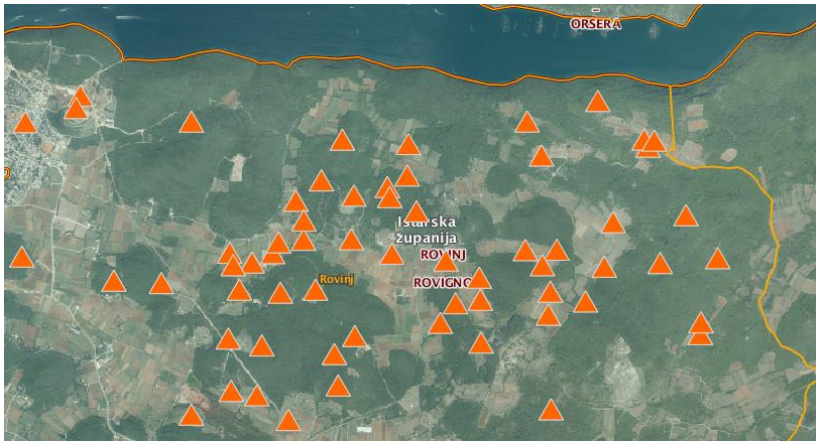 ORSERA
Istarska
županija
ROVINJ
Rovinj
ROVIGNO